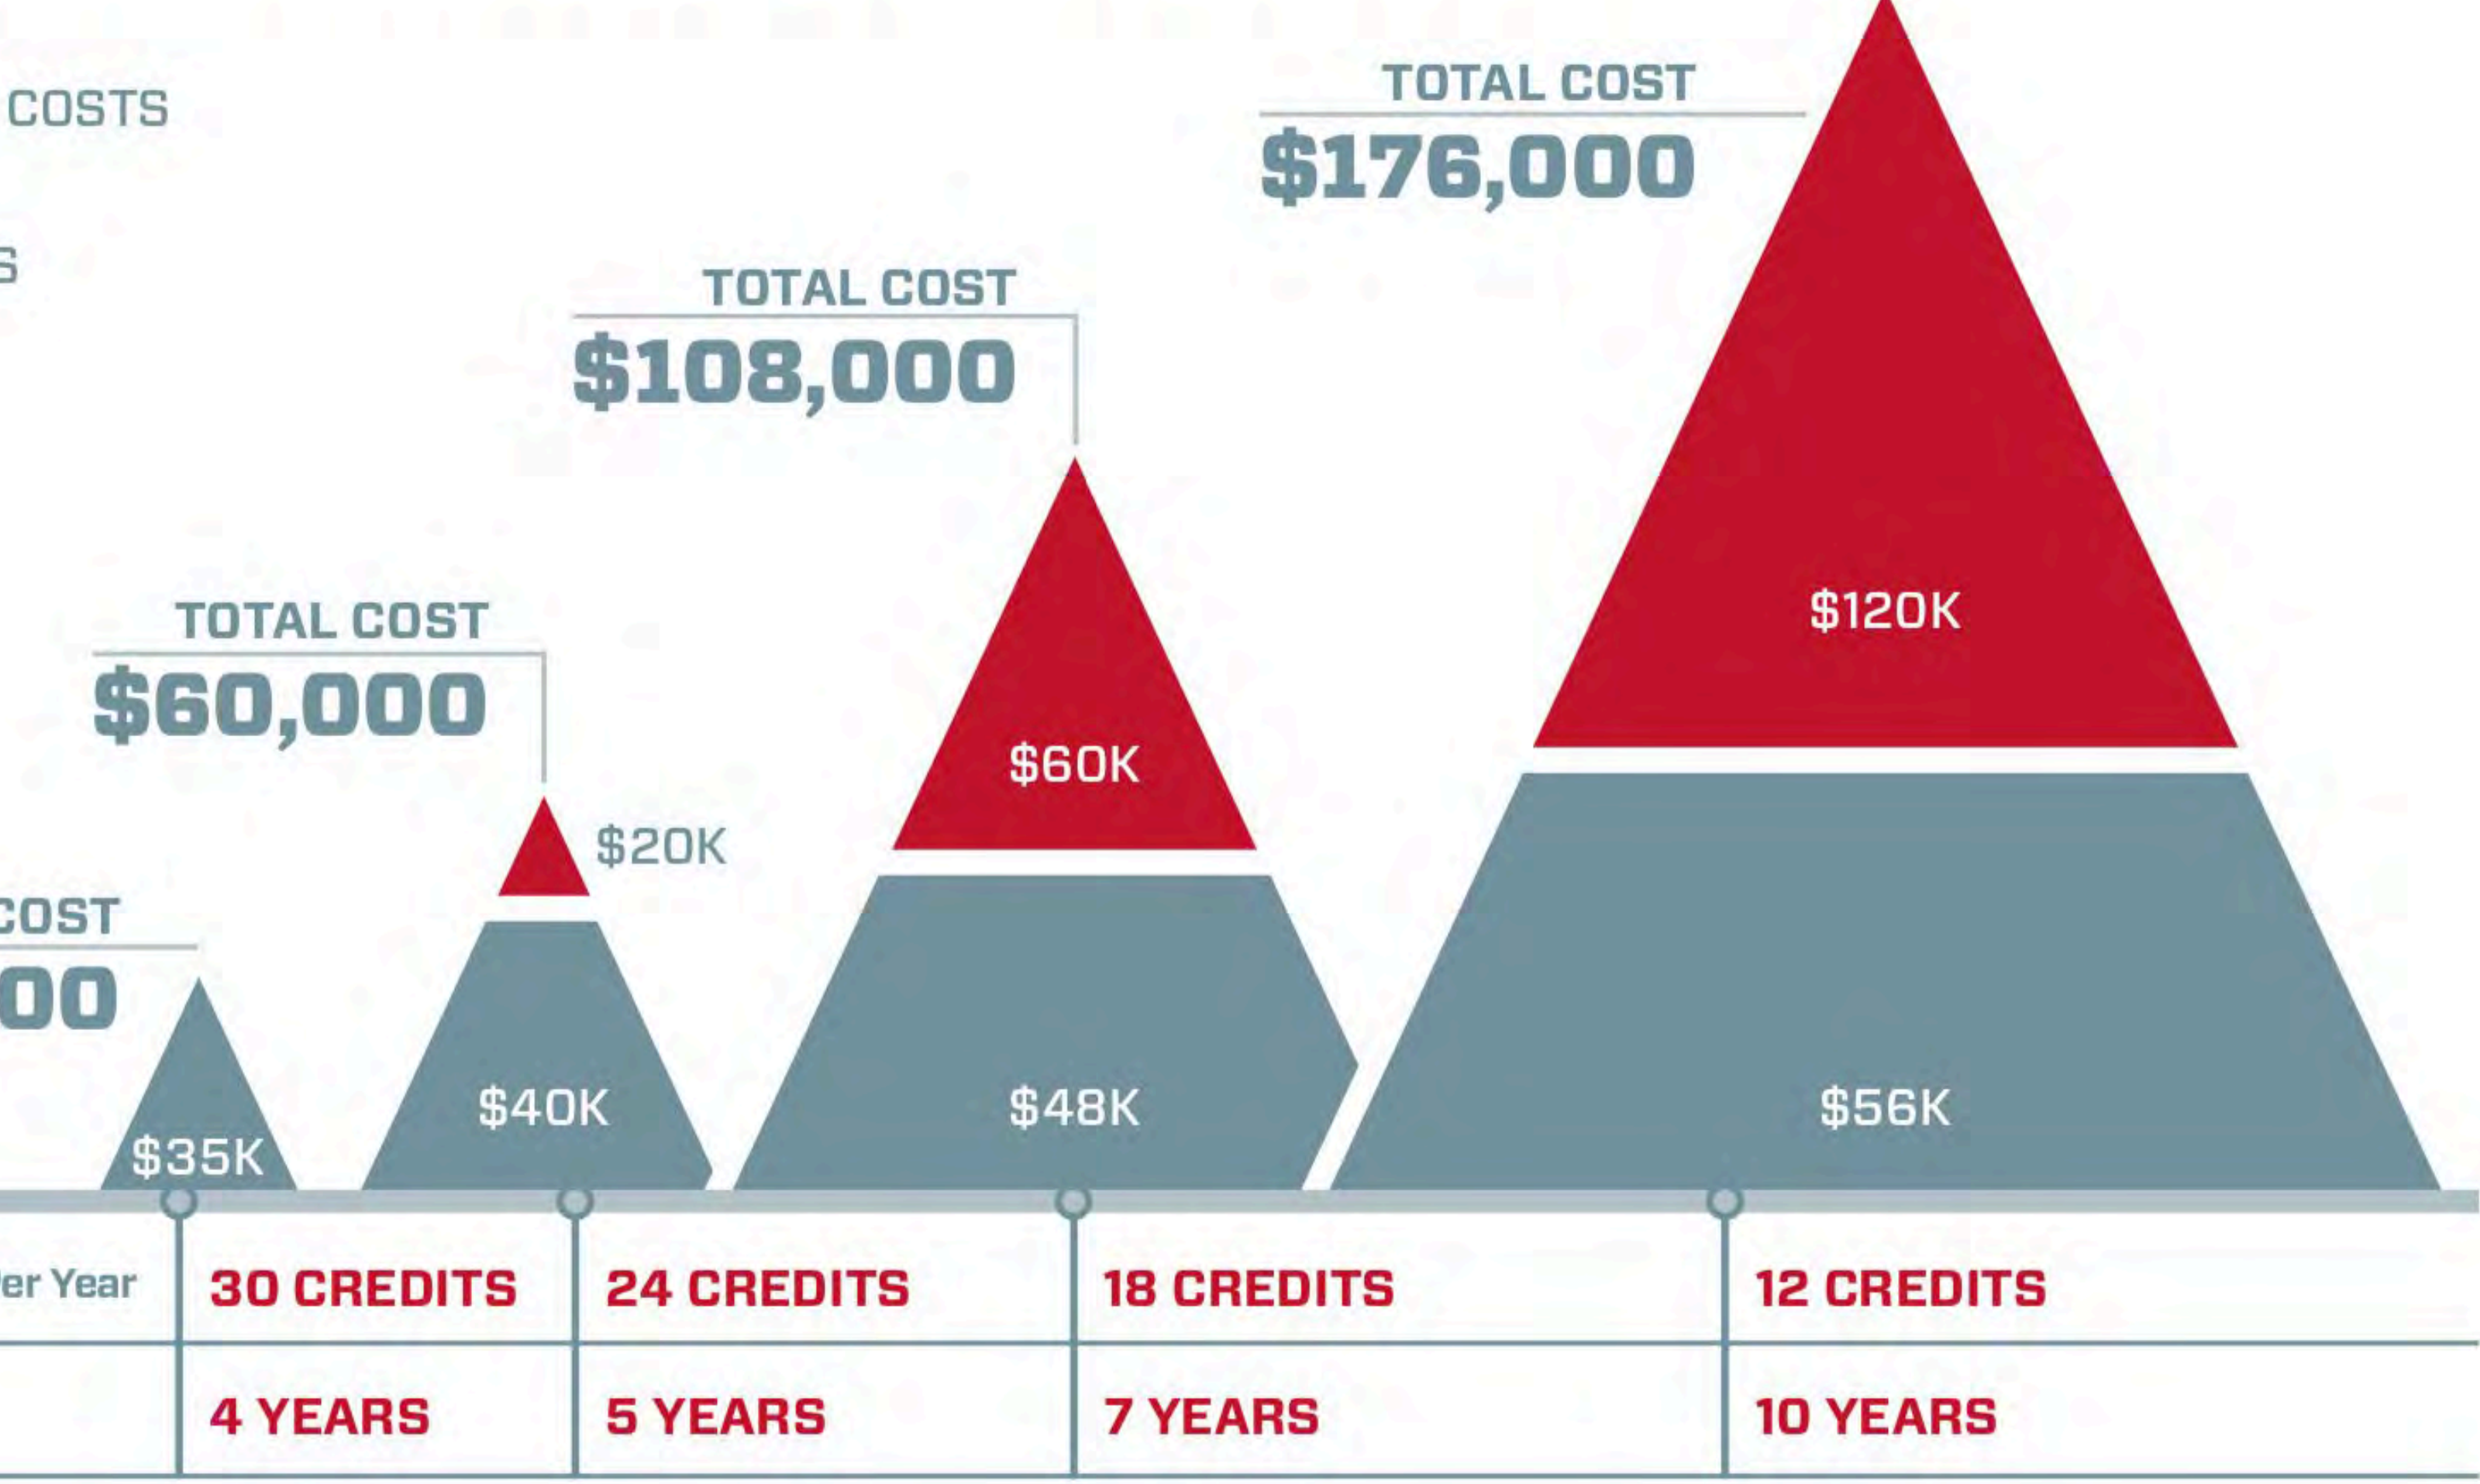 COSTS
TOTAL COST
$176,000
TOTAL COST
$108,000
TOTAL COST
$60,000
$120K
$60K
$20K
COST
00
$35K
$40K
$48K
$56K
Per Year
30 CREDITS
24 CREDITS
18 CREDITS
12 CREDITS
4 YEARS
5 YEARS
7 YEARS
10 YEARS